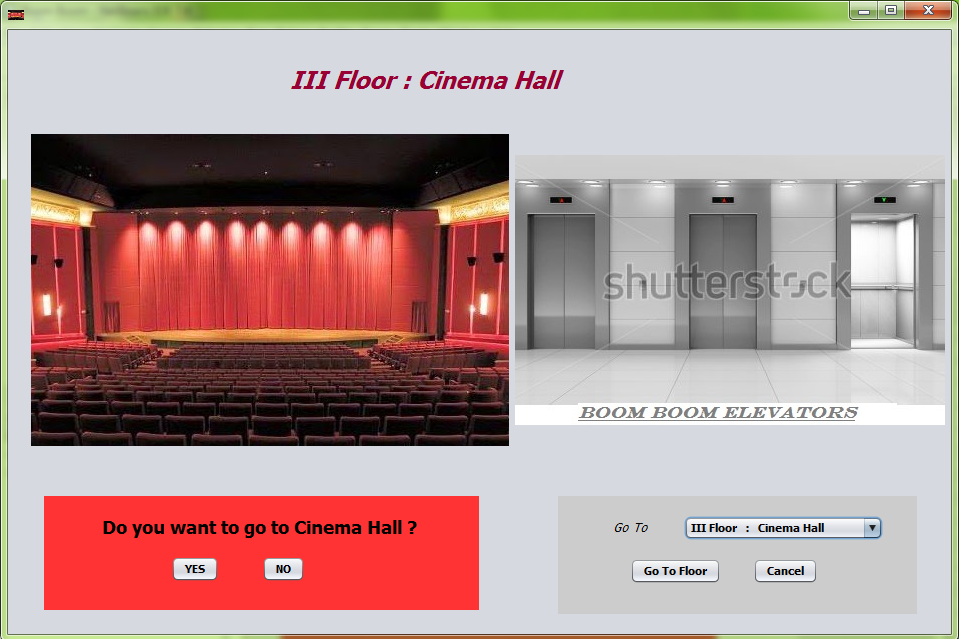 III Floor : Cinema Hall
shutterstock
BOOM BOOM ELEVATORS
Do you want to go to Cinema Hall ?
YES NO
Go To III Floor : Cinema Hall
Go To Floor Cancel